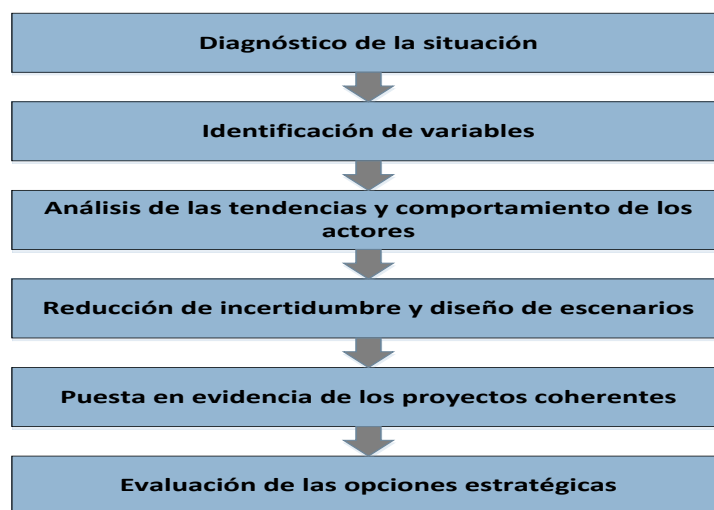 Diagnóstico de la situación
Identificación de variables
Análisis de las tendencias y comportamiento de los
actores
Reducción de incertidumbre y diseño de escenarios
Puesta en evidencia de los proyectos coherentes
Evaluación de las opciones estratégicas